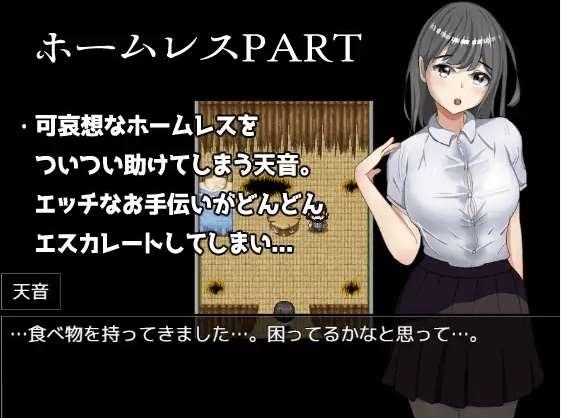 ホームレスPART
・可哀想なホームレスを
ついつい助けてしまう天音。
エッチなお手伝いがどんどん
エスカレートしてしまい...
天音
…食べ物を持ってきました…。困ってるかなと思って…。